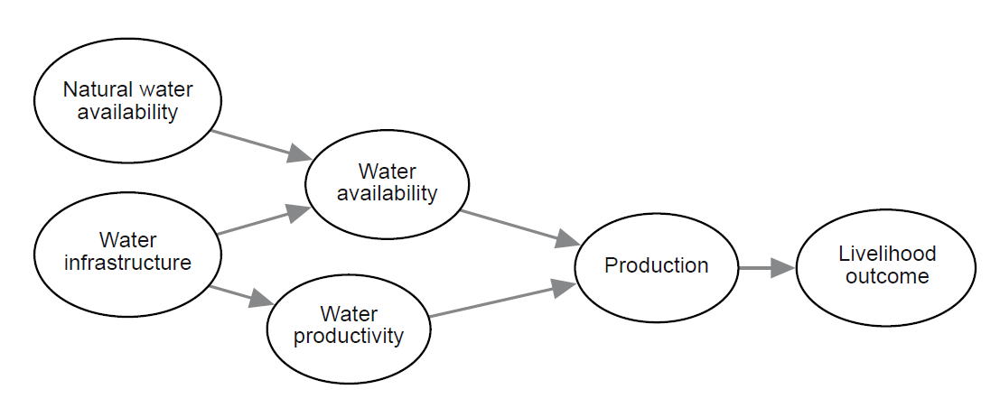 Natural water
availability
Water
availability
Water
infrastructure
Water
productivity
Production
Livelihood
outcome